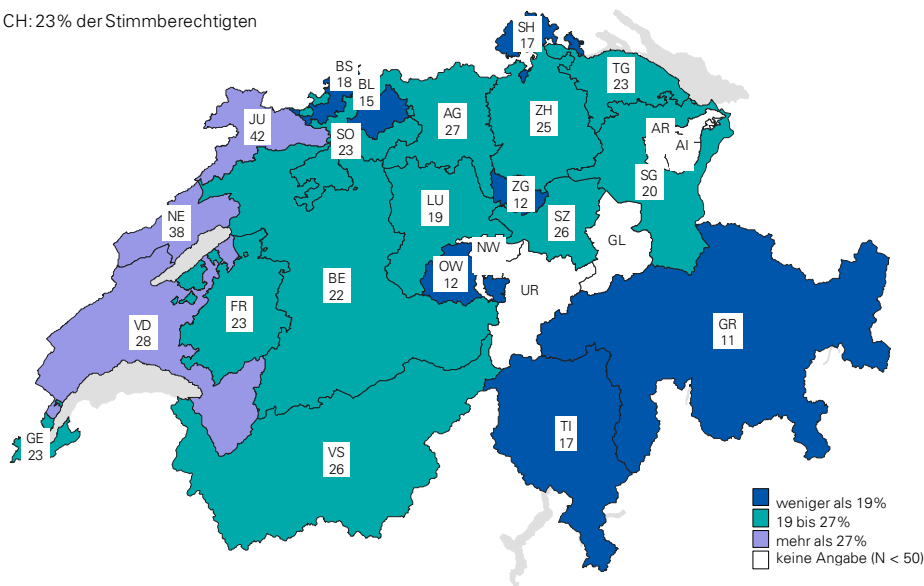 CH: 23% der Stimmberechtigten
SH
17
BS
18
BL
15
TG
23
JU
42
AG
27
ZH
25
SO
23
AR
AI
SG
20
ZG
12
LU
19
NE
38
SZ
26
GL
NW
OW
12
BE
22
UR
FR
23
VD
28
GR
11
TI
17
GE
23
VS
26
weniger als 19%
19 bis 27%
mehr als 27%
keine Angabe (N < 50)